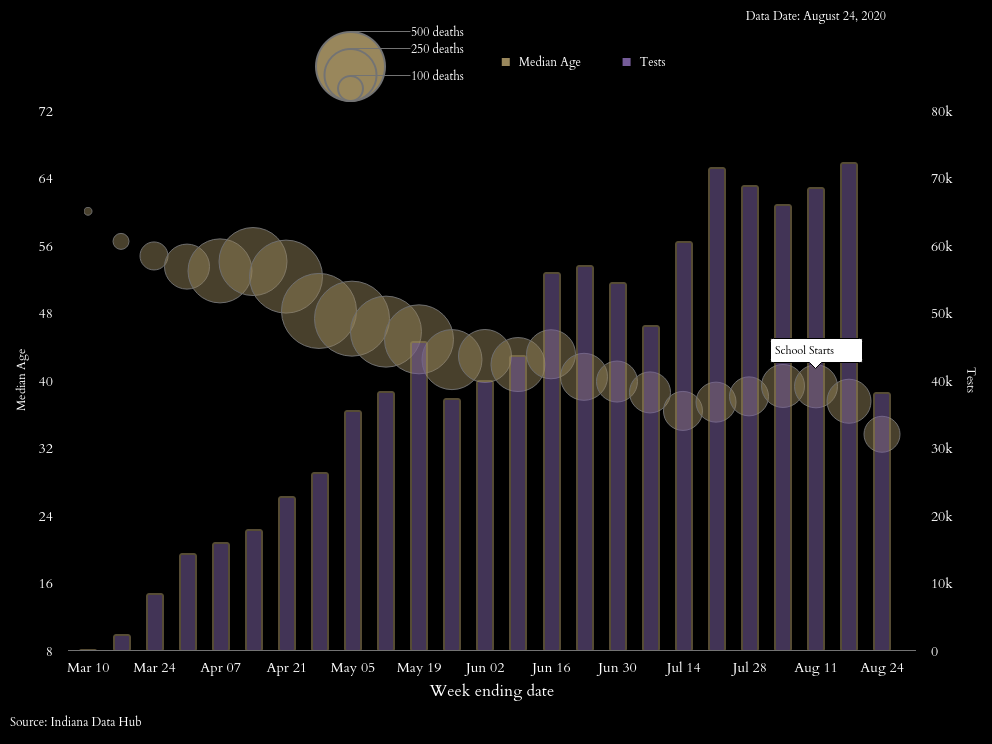 Data Date: August 24, 2020
500 deaths
250 deaths
100 deaths
Median Age
Tests
72
64
56
48
40
32
24
16
8
Median Age
80k
70k
60k
50k
40k
30k
20k
10k
0
Tests
School Starts
Mar 10 Mar 24 Apr 07 Apr 21 May 05 May 19 Jun 02 Jun 16 Jun 30 Jul 14 Jul 28 Aug 11 Aug 24
Week ending date
Source: Indiana Data Hub